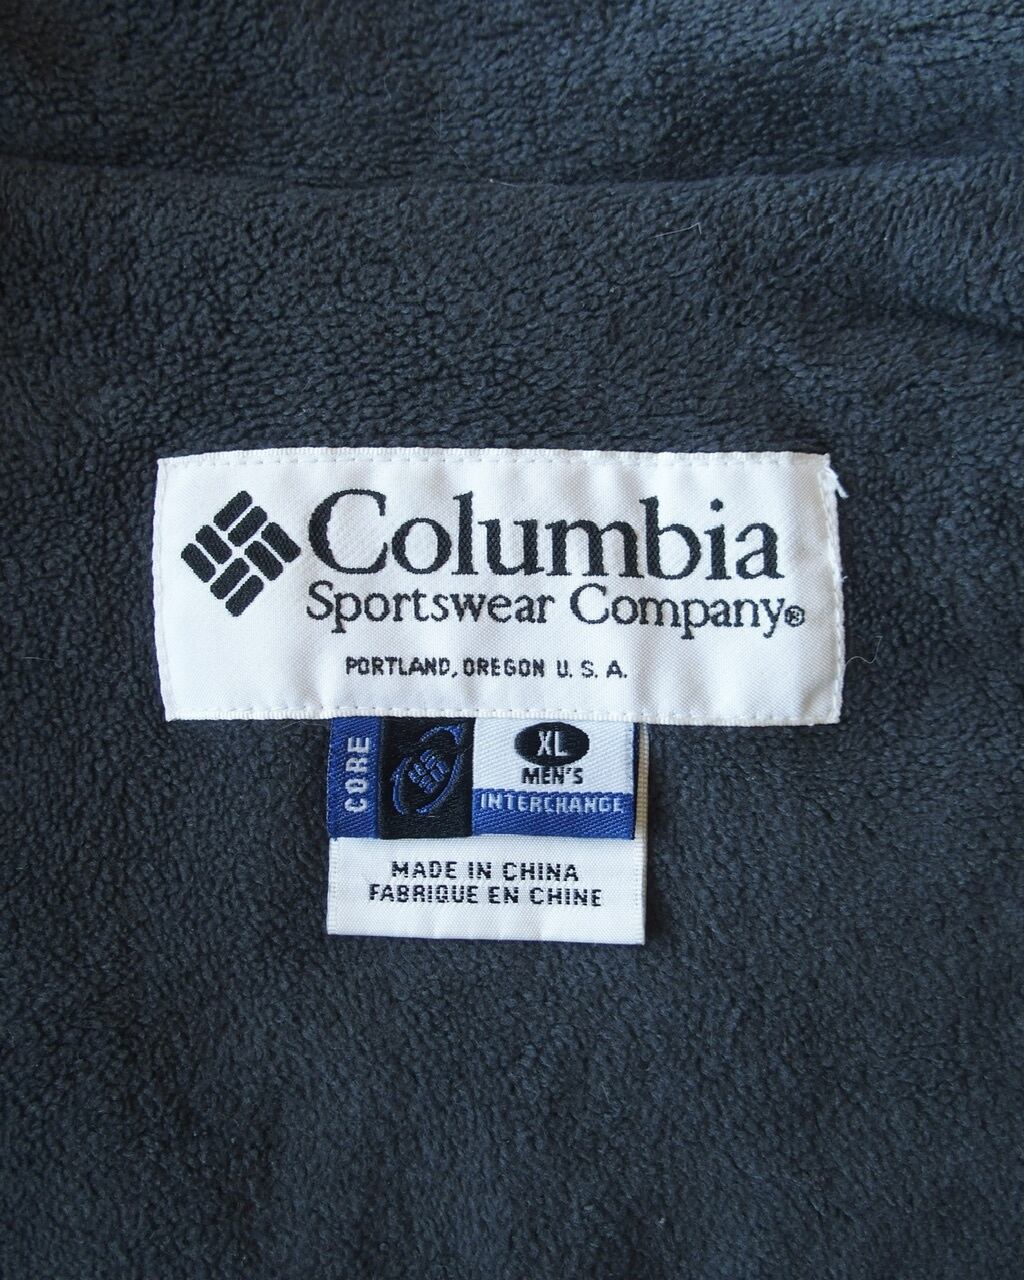 Columbia
Sportswear Company®
PORTLAND, OREGON U. S. A.
CORE
XL
MEN'S
INTERCHANGE
MADE IN CHINA
FABRIQUE EN CHINE